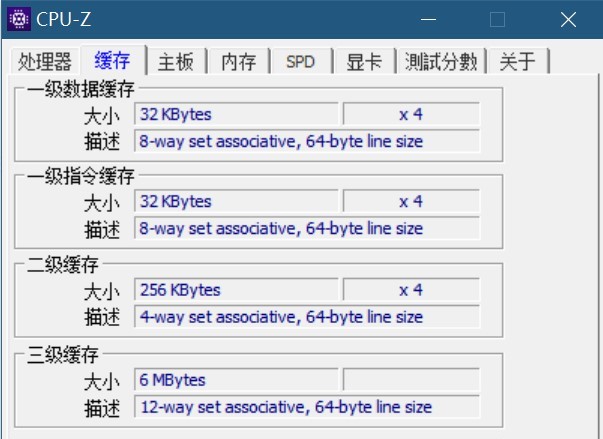 CPU-Z
处理器 缓存 主板 内存 SPD 显卡 測試分數 关于
一级数据缓存
大小 32 KBytes x 4
描述 8-way set associative, 64-byte line size
一级指令缓存
大小 32 KBytes x 4
描述 8-way set associative, 64-byte line size
二级缓存
大小 256 KBytes x 4
描述 4-way set associative, 64-byte line size
三级缓存
大小 6 MBytes
描述 12-way set associative, 64-byte line size